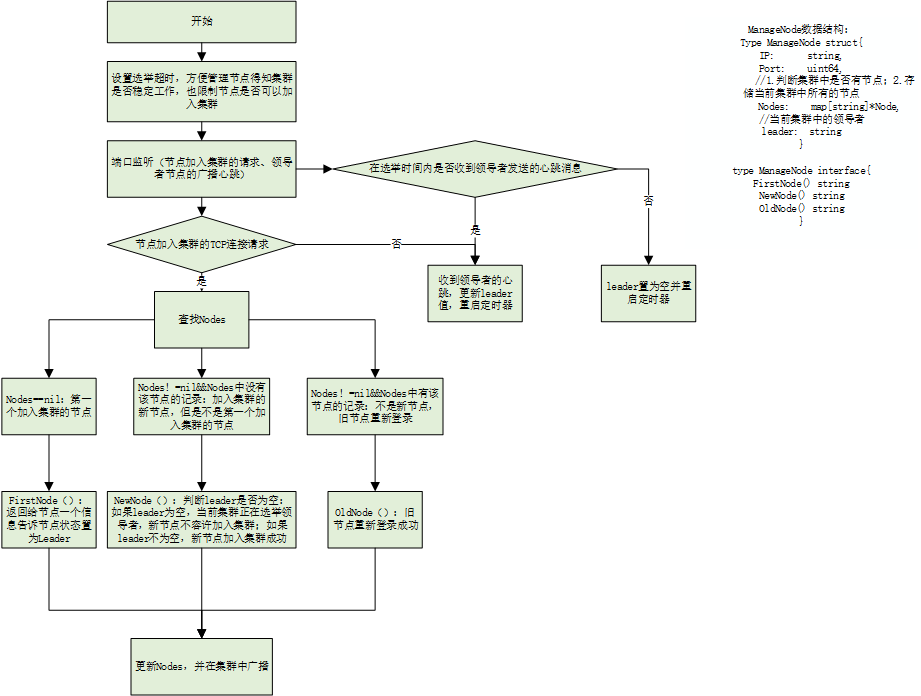 开始
设置选举超时，方便管理节点得知集群
是否稳定工作，也限制节点是否可以加
入集群
端口监听（节点加入集群的请求、领导
者节点的广播心跳）
在选举时间内是否收到领导者发送的心跳消息
否
是
节点加入集群的TCP连接请求
否
是
收到领导者的心
跳，更新leader
值，重启定时器
leader置为空并重
启定时器
查找Nodes
Nodes==nil：第一
个加入集群的节点
Nodes！=nil&&Nodes中没有
该节点的记录：加入集群的
新节点，但是不是第一个加
入集群的节点
Nodes！=nil&&Nodes中有该
节点的记录：不是新节点，
旧节点重新登录
FirstNode（）：
返回给节点一个信
息告诉节点状态置
为Leader
NewNode（）：判断leader是否为空；
如果leader为空，当前集群正在选举领
导者，新节点不容许加入集群；如果
leader不为空，新节点加入集群成功
OldNode（）：旧
节点重新登录成功
更新Nodes，并在集群中广播
ManageNode数据结构：
Type ManageNode struct{
IP: string,
Port: uint64,
//1.判断集群中是否有节点；2.存
储当前集群中所有的节点
Nodes: map[string]*Node,
//当前集群中的领导者
leader: string
}
type ManageNode interface{
FirstNode() string
NewNode() string
OldNode() string
}